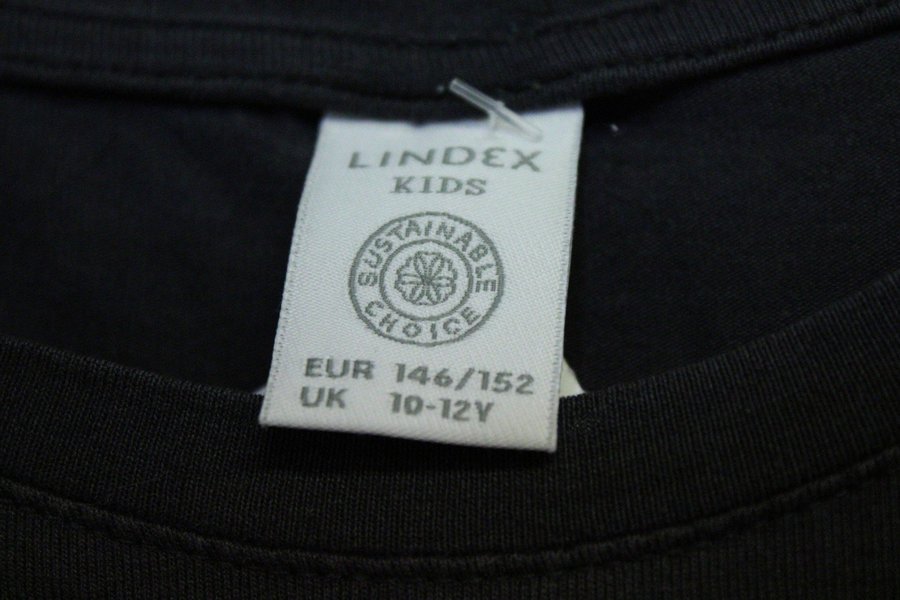 LINDEX
KIDS
SUSTAINABLE
CHOICE
EUR 146/152
UK 10-12Y